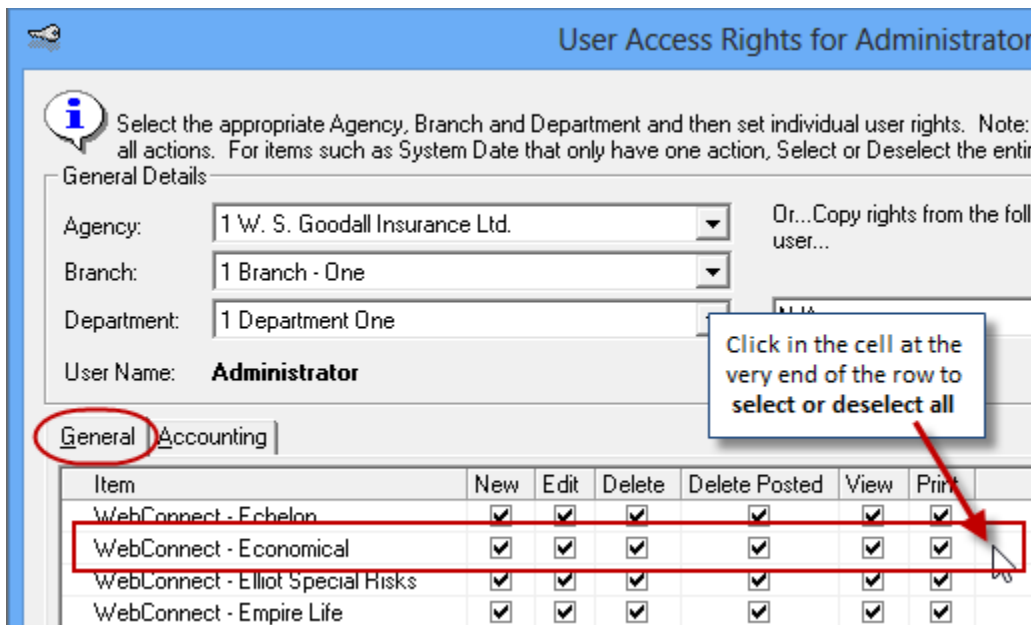 User Access Rights for Administrator
Select the appropriate Agency, Branch and Department and then set individual user rights. Note:
all actions. For items such as System Date that only have one action, Select or Deselect the entir
General Details
Agency: 1 W. S. Goodall Insurance Ltd.
Or...Copy rights from the foll
user...
Branch: 1 Branch - One
Department: 1 Department One
User Name: Administrator
Click in the cell at the
very end of the row to
select or deselect all
General Accounting
Item New Edit Delete Delete Posted View Print
WebConnect - Echelon
WebConnect - Economical
WebConnect - Elliot Special Risks
WebConnect - Empire Life